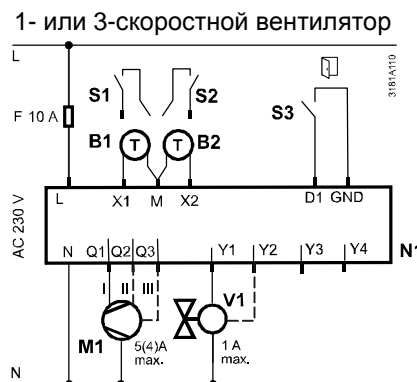 1- или 3-скоростной вентилятор
L
3181A110
S1 S2
S3
F 10 A
B1 T T B2
AC 230 V
L X1 M X2 D1 GND
N Q1 Q2 Q3 Y1 Y2 Y3 Y4
N1
I II III
V1
M1
5(4)A max.
1 A max.
N